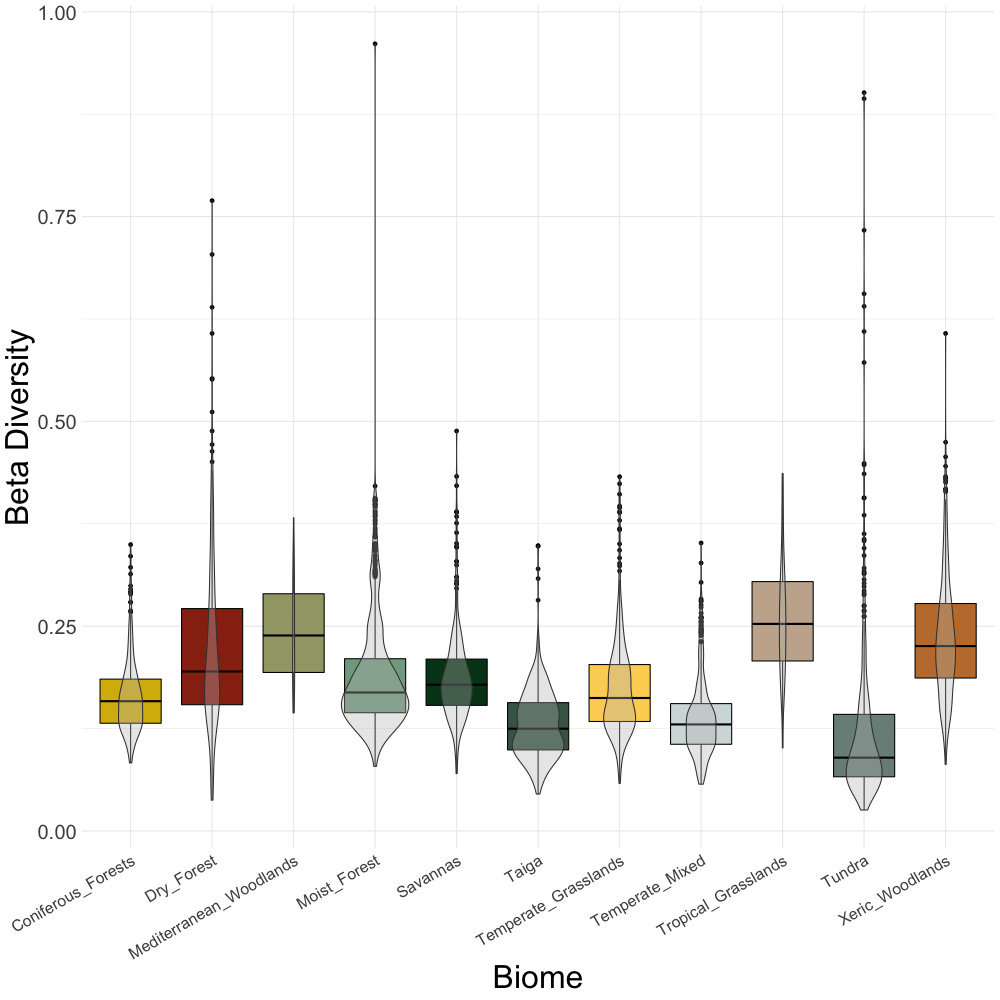 Beta Diversity
1.00
0.75
0.50
0.25
0.00
Coniferous_Forests
Dry_Forest
Mediterranean_Woodlands
Moist_Forest
Savannas
Taiga
Temperate_Grasslands
Temperate_Mixed
Tropical_Grasslands
Tundra
Xeric_Woodlands
Biome